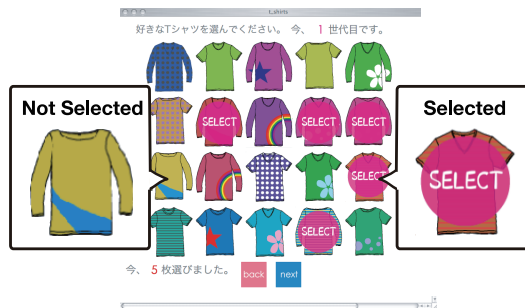 t_shirts
好きなTシャツを選んでください。 今、 1 世代目です。
Not Selected
Selected
SELECT
SELECT
SELECT
SELECT
SELECT
SELECT
今、 5 枚選びました。
back
next